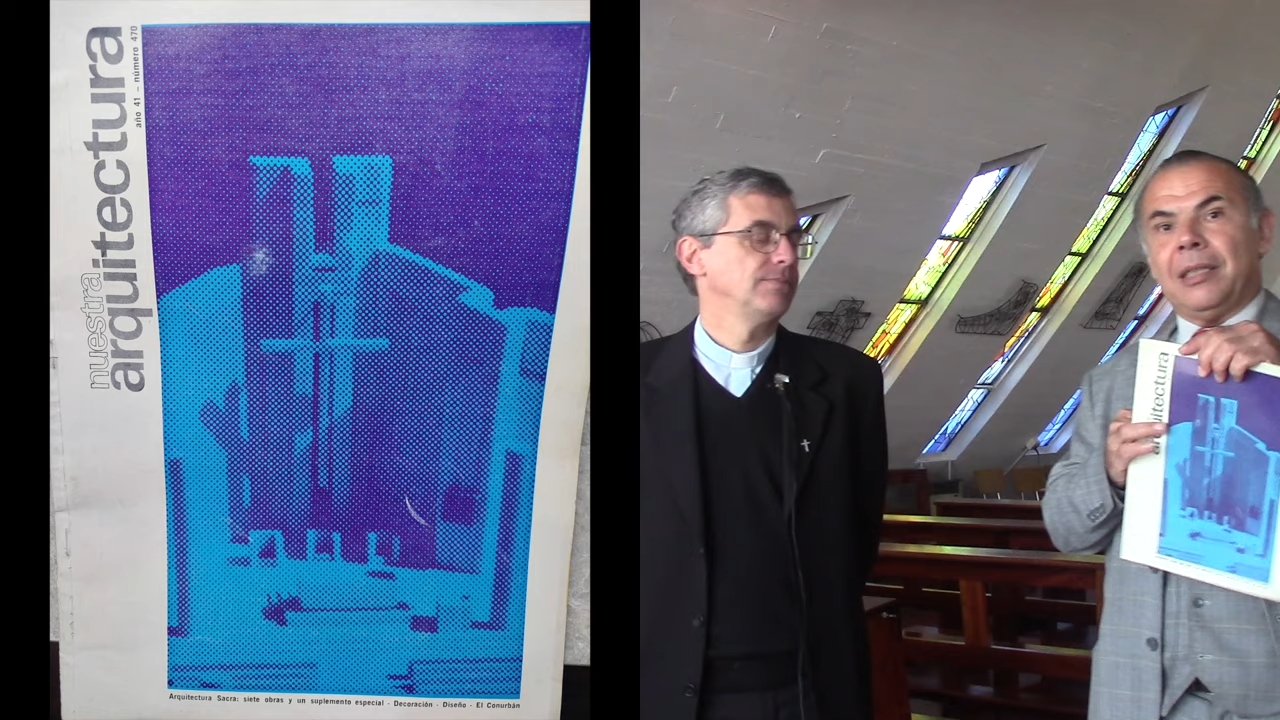 nuestra
arquitectura
año 41 – número 470
Arquitectura Sacra: siete obras y un suplemento especial - Decoración - Diseño - El Conurbán
arquitectura